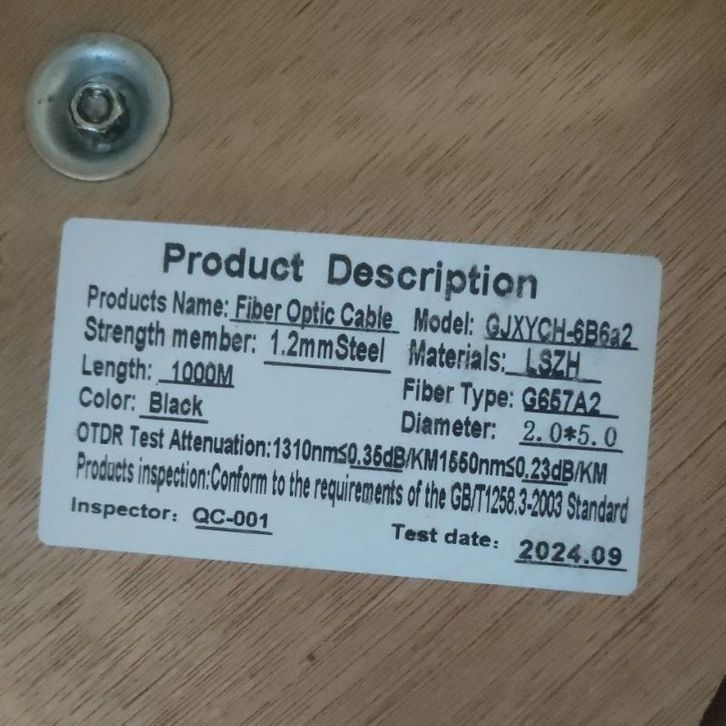 Product Description
Products Name: Fiber Optic Cable Model: GJXYCH-6B6a2
Strength member: 1.2mmSteel Materials: LSZH
Length: 1000M Fiber Type: G657A2
Color: Black Diameter: 2.0*5.0
OTDR Test Attenuation:1310nm≤0.35dB/KM1550nm≤0.23dB/KM
Products inspection:Conform to the requirements of the GB/T1258.3-2003 Standard
Inspector: QC-001 Test date: 2024.09